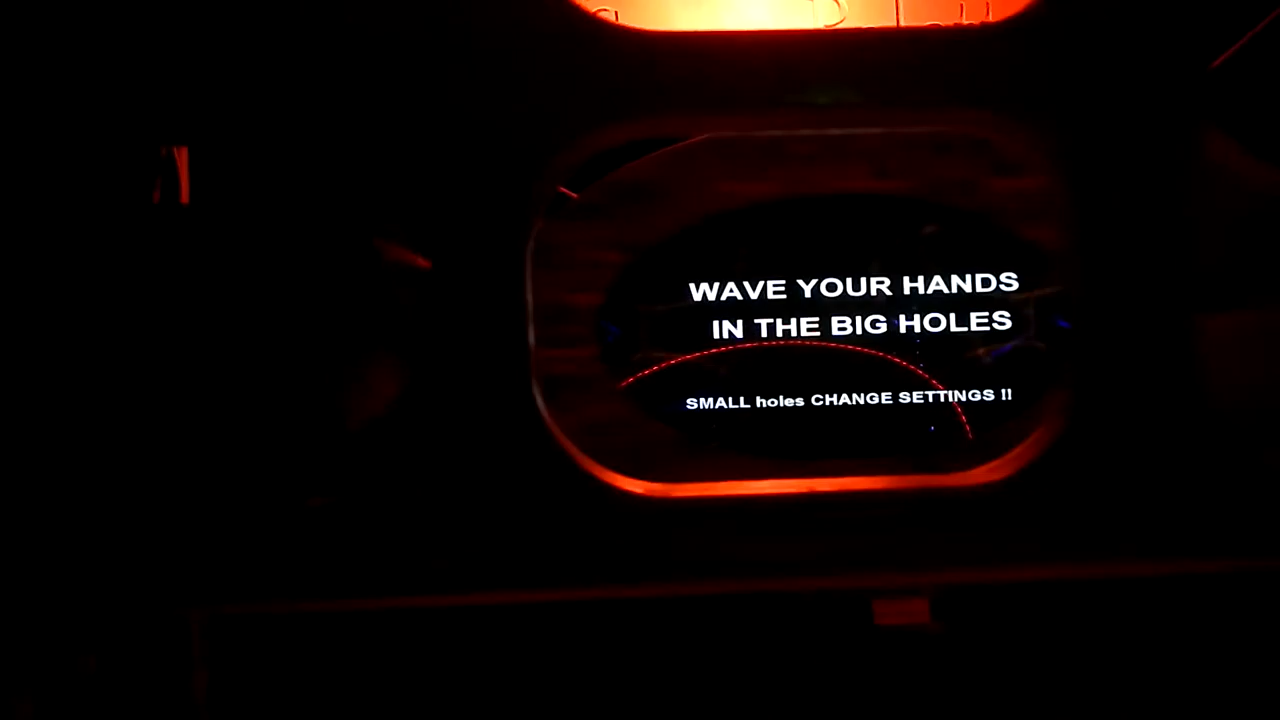 WAVE YOUR HANDS
IN THE BIG HOLES
SMALL holes CHANGE SETTINGS !!